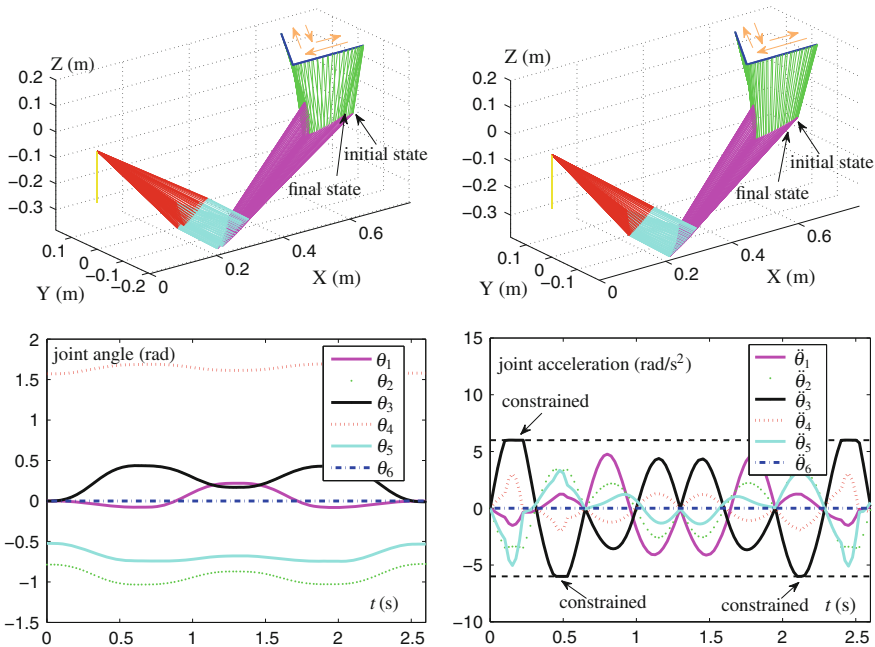 Z (m)
0.2
0.1
0
−0.1
−0.2
−0.3
0.1
0
−0.1
−0.2
Y (m)
0
0.2
0.4
0.6
X (m)
initial state
final state
Z (m)
0.2
0.1
0
−0.1
−0.2
−0.3
0.1
0
−0.1
Y (m)
0
0.2
0.4
0.6
X (m)
initial state
final state
2
1.5
1
0.5
0
−0.5
−1
−1.5
joint angle (rad)
θ1
θ2
θ3
θ4
θ5
θ6
t (s)
0
0.5
1
1.5
2
2.5
15
10
5
0
−5
−10
joint acceleration (rad/s²)
constrained
θ̈1
θ̈2
θ̈3
θ̈4
θ̈5
θ̈6
constrained
constrained
t (s)
0
0.5
1
1.5
2
2.5